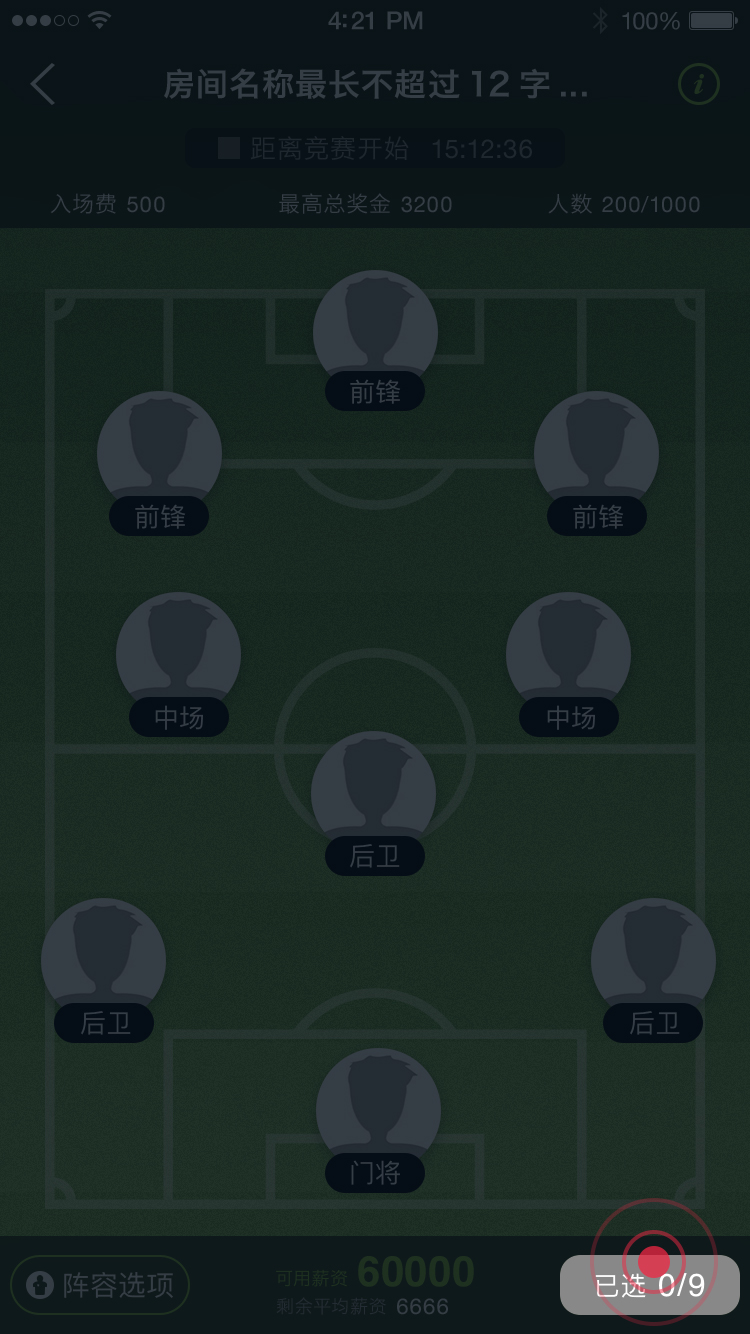 4:21 PM 100%
房间名称最长不超过 12 字 ...
i
距离竞赛开始 15:12:36
入场费 500 最高总奖金 3200 人数 200/1000
前锋
前锋 前锋
中场 中场
后卫
后卫 后卫
门将
阵容选项
可用薪资 60000
剩余平均薪资 6666
已选 0/9